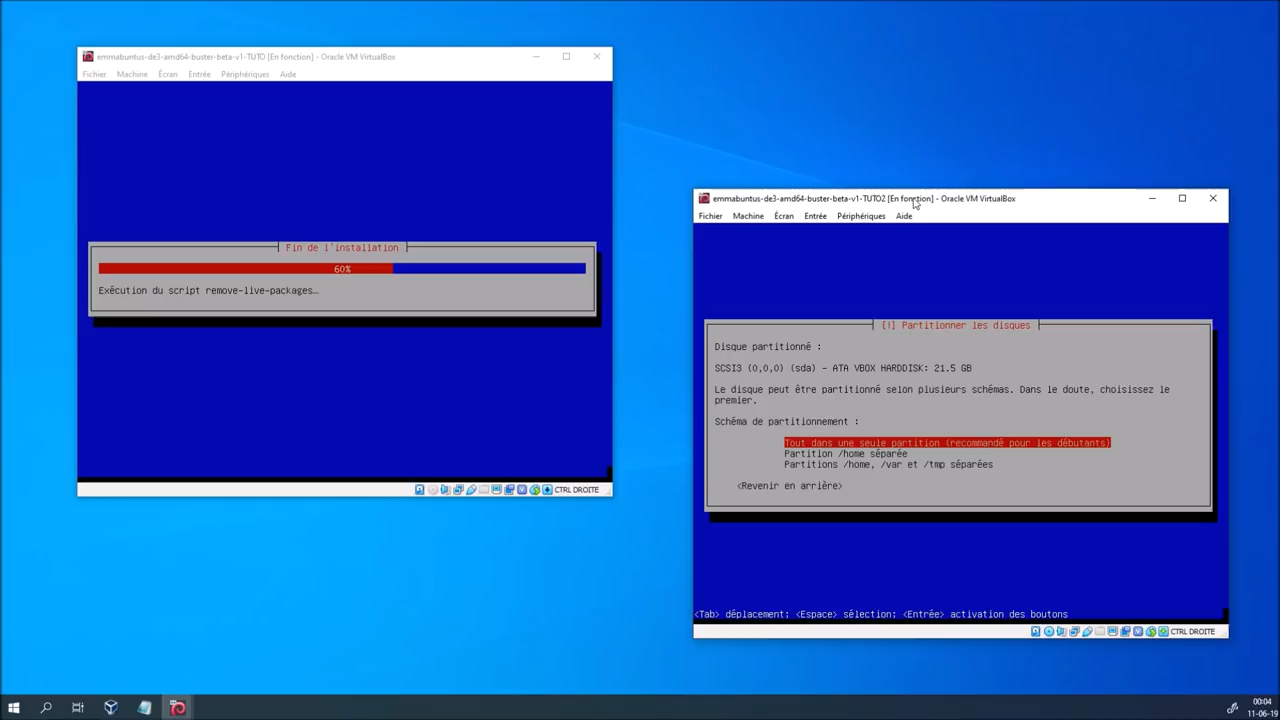 emmabuntus-de3-amd64-buster-beta-v1-TUTO [En fonction] - Oracle VM VirtualBox
Fichier Machine Écran Entrée Périphériques Aide
Fin de l'installation
60%
Exécution du script remove-live-packages…
CTRL DROITE
emmabuntus-de3-amd64-buster-beta-v1-TUTO2 [En fonction] - Oracle VM VirtualBox
Fichier Machine Écran Entrée Périphériques Aide
[!] Partitionner les disques
Disque partitionné :
SCSI3 (0,0,0) (sda) - ATA VBOX HARDDISK: 21.5 GB
Le disque peut être partitionné selon plusieurs schémas. Dans le doute, choisissez le
premier.
Schéma de partitionnement :
Tout dans une seule partition (recommandé pour les débutants)
Partition /home séparée
Partitions /home, /var et /tmp séparées
<Revenir en arrière>
<Tab> déplacement; <Espace> sélection; <Entrée> activation des boutons
CTRL DROITE
00:04
11-06-19